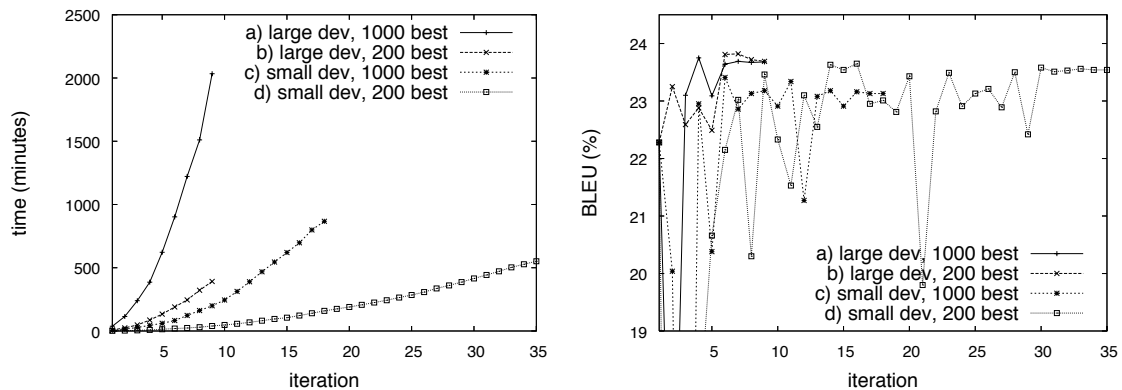 2500
2000
1500
1000
500
0
time (minutes)
5 10 15 20 25 30 35
iteration
a) large dev, 1000 best
b) large dev, 200 best
c) small dev, 1000 best
d) small dev, 200 best
24
23
22
21
20
19
BLEU (%)
5 10 15 20 25 30 35
iteration
a) large dev, 1000 best
b) large dev, 200 best
c) small dev, 1000 best
d) small dev, 200 best